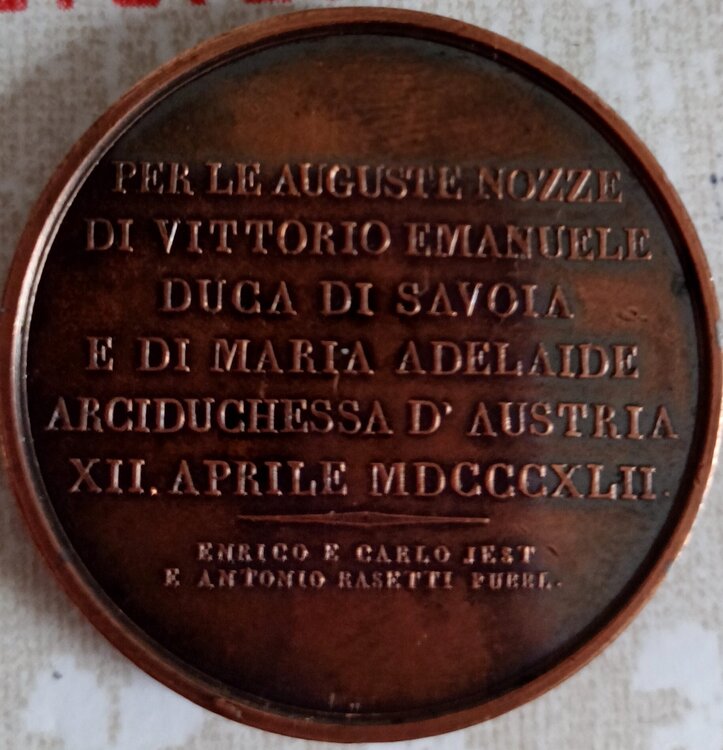 PER LE AUGUSTE NOZZE
DI VITTORIO EMANUELE
DUCA DI SAVOIA
E DI MARIA ADELAIDE
ARCIDUCHESSA D' AUSTRIA
XII. APRILE MDCCCXLII.
ENRICO E CARLO JEST
E ANTONIO RASETTI PUBBL.